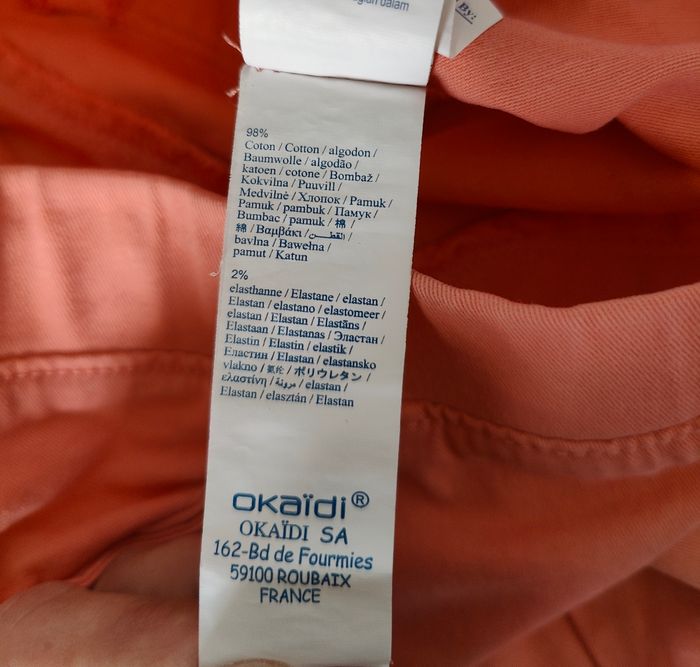 dalam
By:
98%
Coton / Cotton / algodon /
Baumwolle / algodão /
katoen / cotone / Bombaž /
Kokvilna / Puuvill /
Medvilnė / Хлопок / Pamuk /
Pamuk / pambuk / Памук /
Bumbac / pamuk / 棉 /
綿 / Βαμβάκι / القطن /
bavlna / Bawełna /
pamut / Katun
2%
elasthanne / Elastane / elastan /
Elastan / elastano / elastomeer /
elastan / Elastan / Elastāns /
Elastaan / Elastanas / Эластан /
Elastin / Elastin / elastik /
Еластин / Elastan / elastansko
vlakno / 氨纶 / ポリウレタン /
ελαστίνη / مرونة / elastan /
Elastan / elasztán / Elastan
okaïdi®
OKAÏDI SA
162-Bd de Fourmies
59100 ROUBAIX
FRANCE